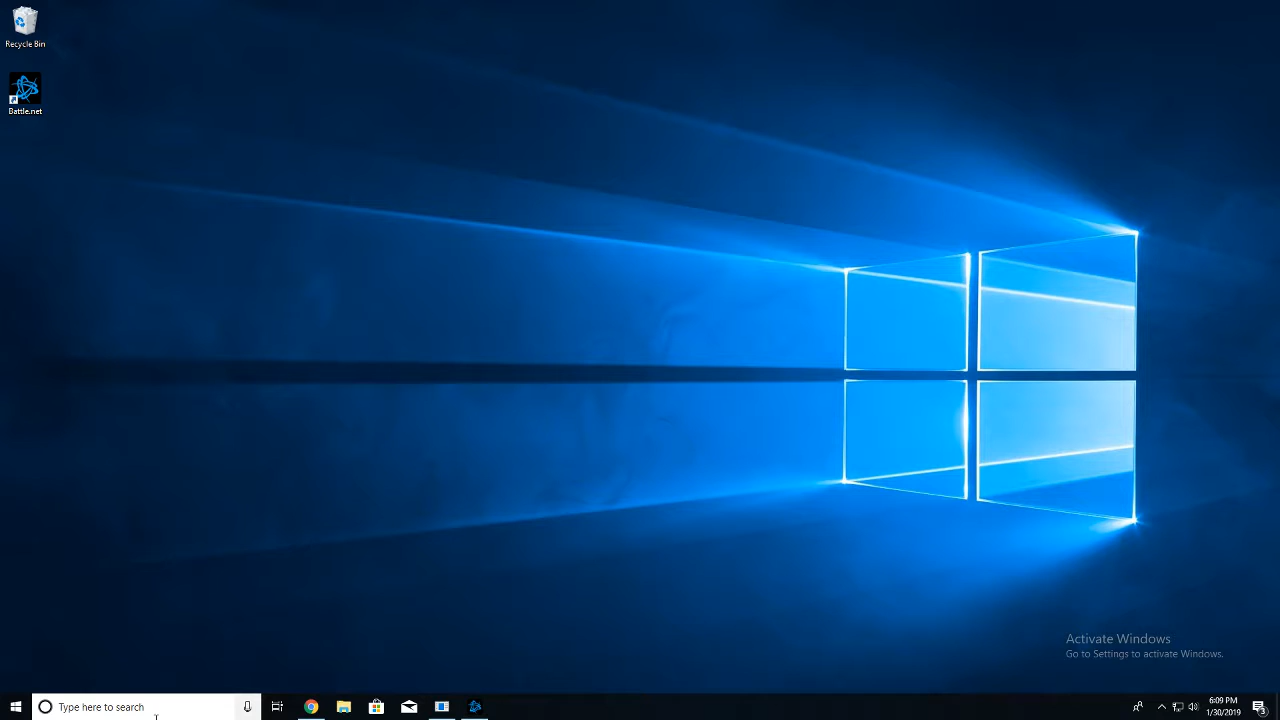 Recycle Bin
Battle.net
Activate Windows
Go to Settings to activate Windows.
Type here to search
6:09 PM
1/30/2019
3